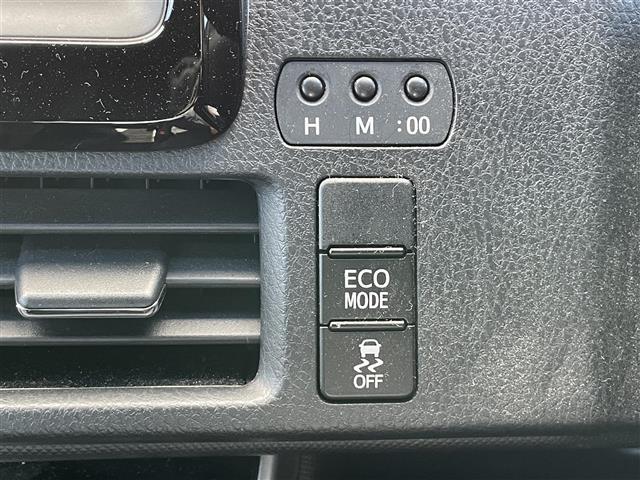 H M :00
ECO
MODE
OFF